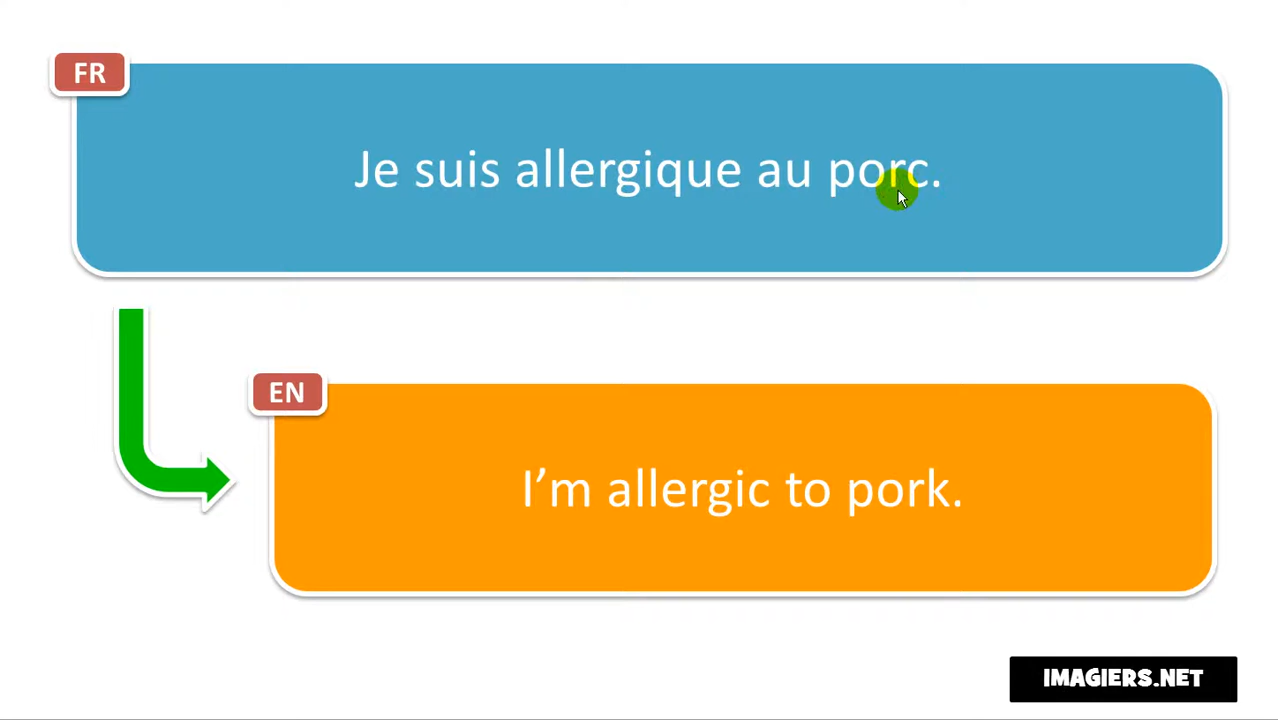 FR
Je suis allergique au porc.
EN
I’m allergic to pork.
IMAGIERS.NET